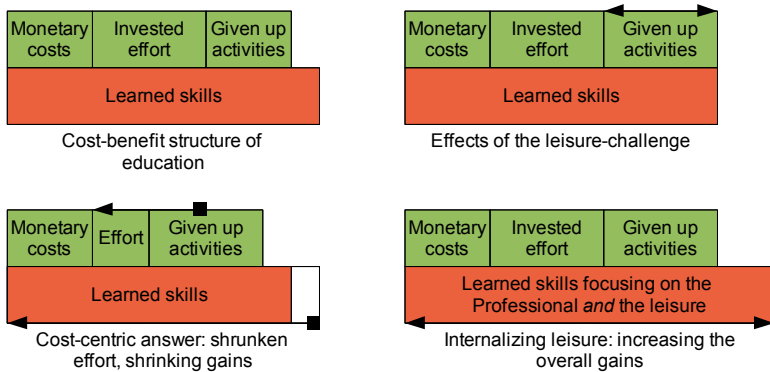 Monetary
costs
Invested
effort
Given up
activities
Learned skills
Cost-benefit structure of
education
Monetary
costs
Invested
effort
Given up
activities
Learned skills
Effects of the leisure-challenge
Monetary
costs
Effort
Given up
activities
Learned skills
Cost-centric answer: shrunken
effort, shrinking gains
Monetary
costs
Invested
effort
Given up
activities
Learned skills focusing on the
Professional and the leisure
Internalizing leisure: increasing the
overall gains